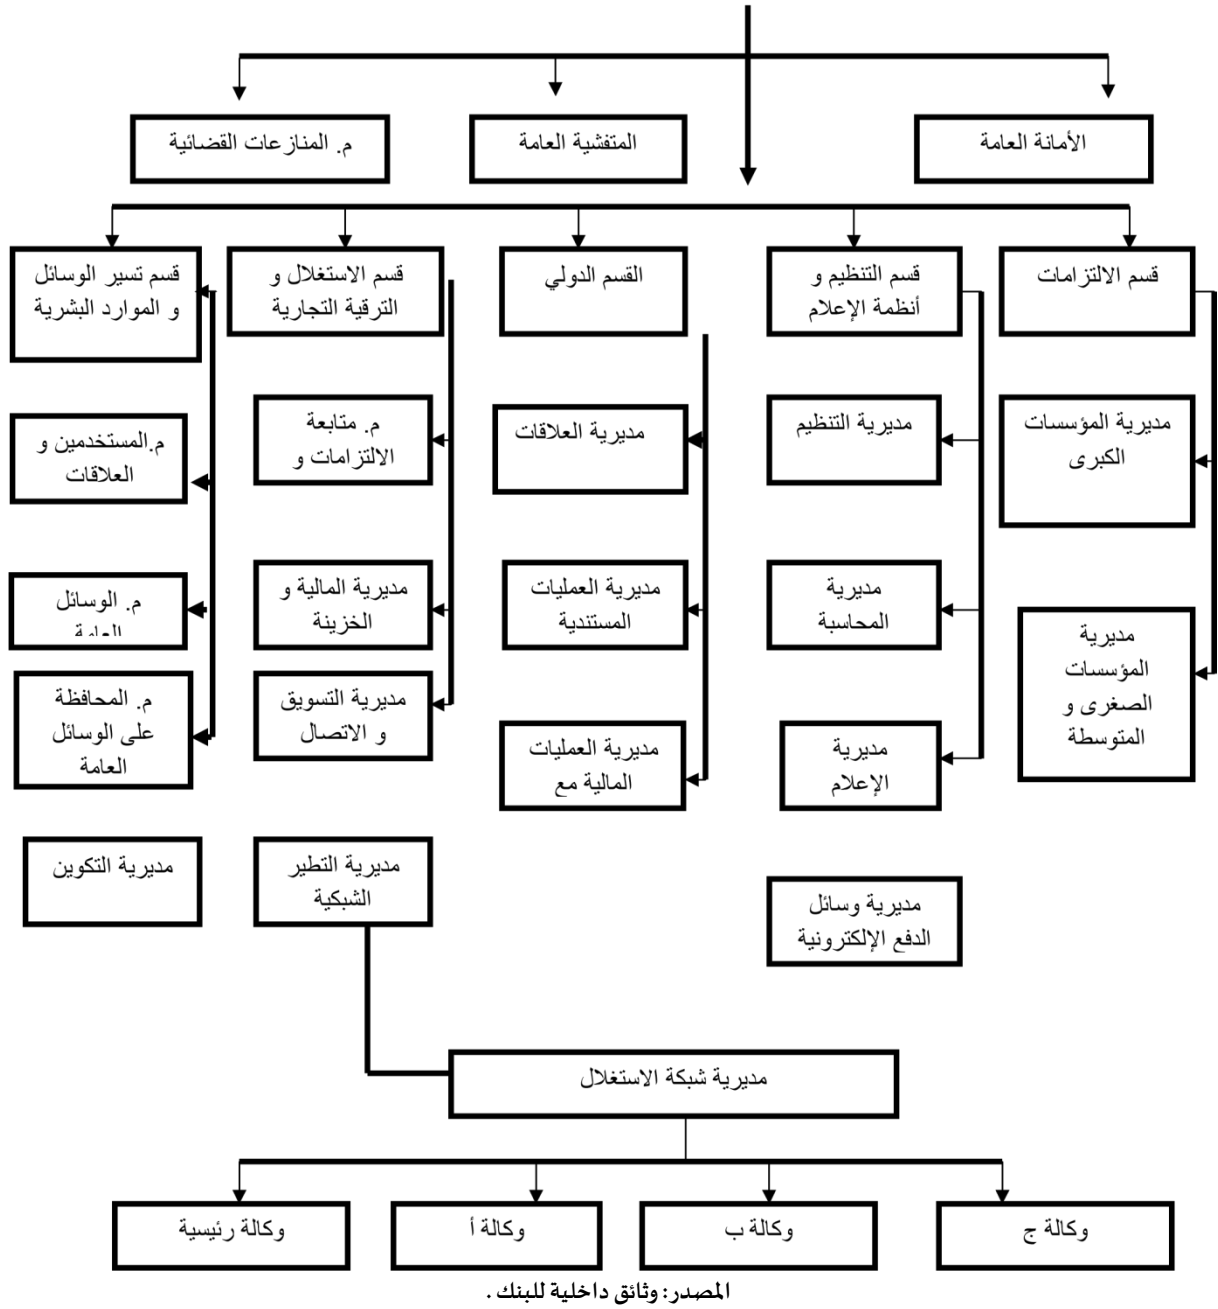 الأمانة العامة
المتفشية العامة
م. المنازعات القضائية
قسم الالتزامات
قسم التنظيم و
أنظمة الإعلام
القسم الدولي
قسم الاستغلال و
الترقية التجارية
قسم تسير الوسائل
و الموارد البشرية
مديرية المؤسسات
الكبرى
مديرية التنظيم
مديرية العلاقات
م. متابعة
الالتزامات و
م.المستخدمين و
العلاقات
مديرية
المؤسسات
الصغرى و
المتوسطة
مديرية
المحاسبة
مديرية العمليات
المستندية
مديرية المالية و
الخزينة
م. الوسائل
العامة
مديرية
الإعلام
مديرية العمليات
المالية مع
مديرية التسويق
و الاتصال
م. المحافظة
على الوسائل
العامة
مديرية وسائل
الدفع الإلكترونية
مديرية التطير
الشبكية
مديرية التكوين
مديرية شبكة الاستغلال
وكالة ج
وكالة ب
وكالة أ
وكالة رئيسية
المصدر: وثائق داخلية للبنك .